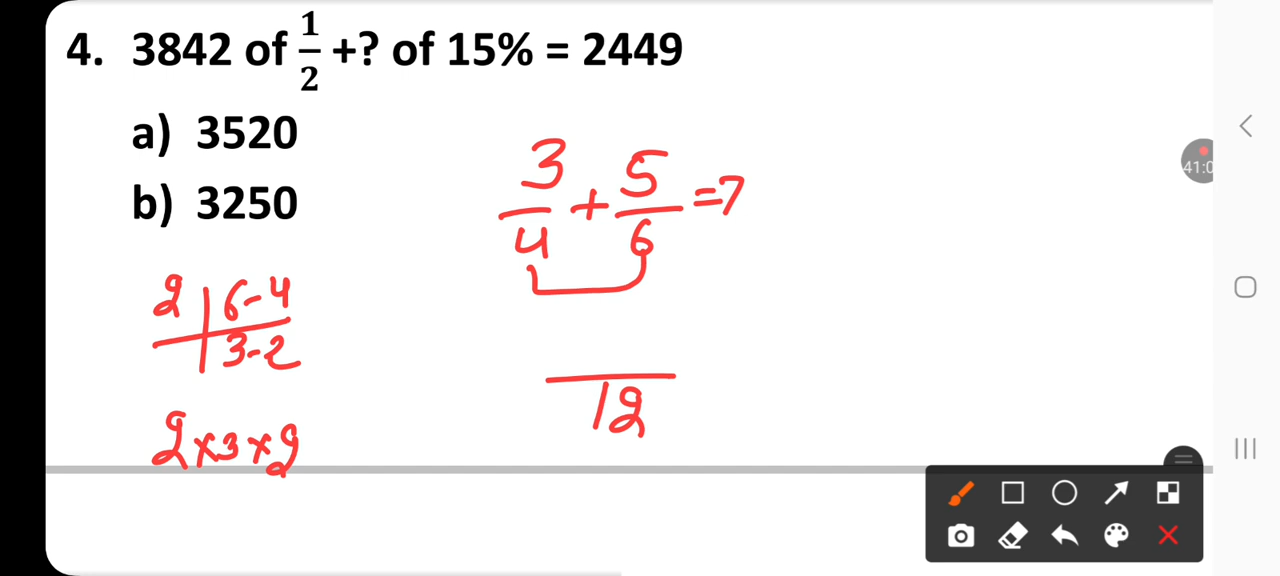 4. 3842 of 1/2 +? of 15% = 2449
a) 3520
b) 3250
3/4 + 5/6 = 7
2 | 6-4
3-2
12
2×3×2
41:0